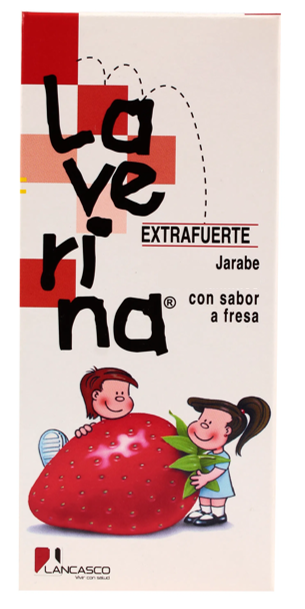 La
ve
ri
na®
EXTRAFUERTE
Jarabe
con sabor
a fresa
LANCASCO
Vivir con salud